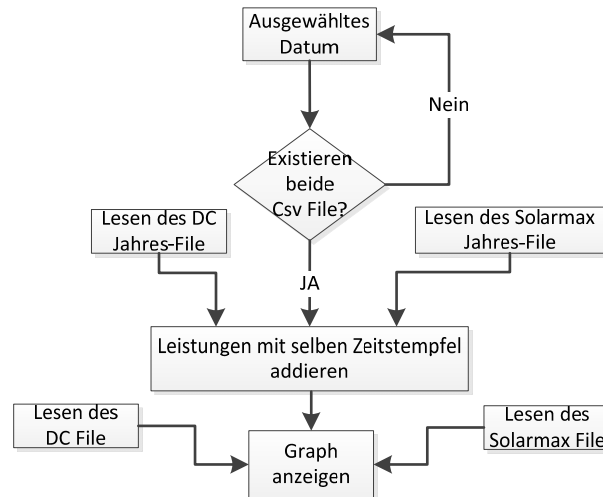 Ausgewähltes
Datum
Nein
Existieren
beide
Csv File?
Lesen des DC
Jahres-File
Lesen des Solarmax
Jahres-File
JA
Leistungen mit selben Zeitstempfel
addieren
Lesen des
DC File
Graph
anzeigen
Lesen des
Solarmax File